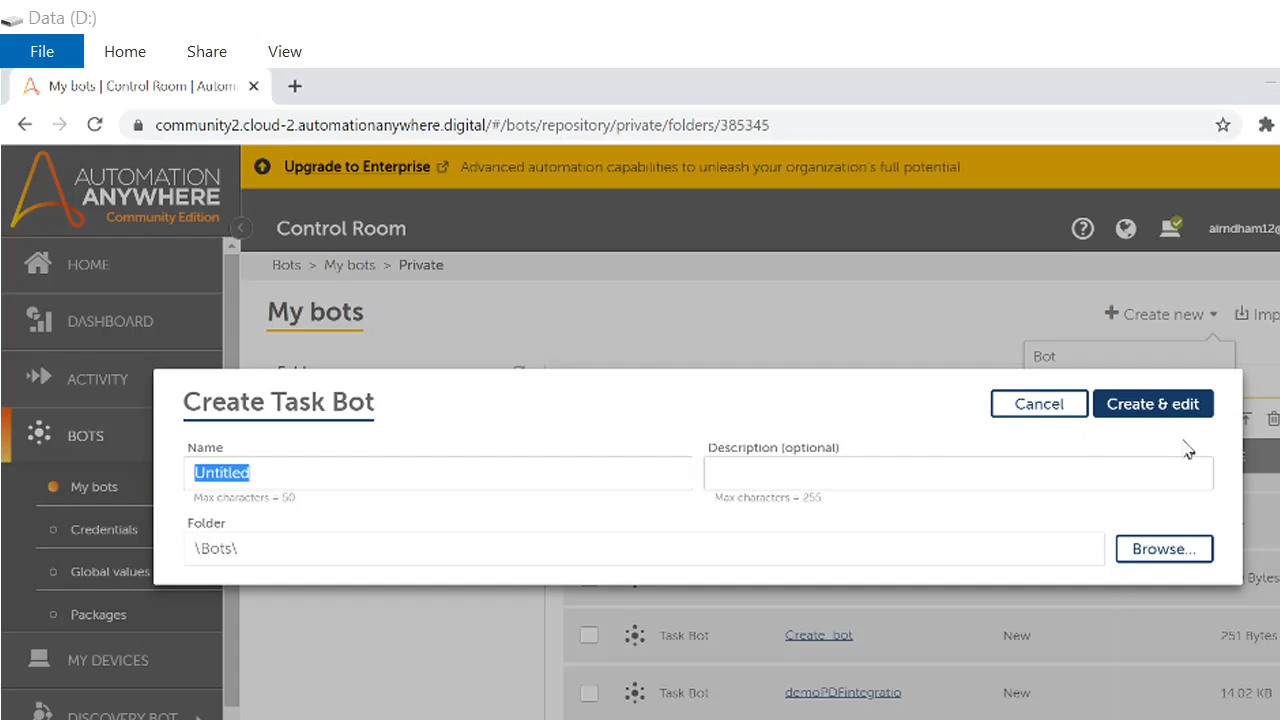 Data (D:)
File Home Share View
My bots | Control Room | Autom
community2.cloud-2.automationanywhere.digital/#/bots/repository/private/folders/385345
AUTOMATION
ANYWHERE
Community Edition
Upgrade to Enterprise Advanced automation capabilities to unleash your organization's full potential.
Control Room
airndham12@
HOME
Bots > My bots > Private
My bots
Create new
Imp
DASHBOARD
Bot
ACTIVITY
Create Task Bot
Cancel
Create & edit
BOTS
Name
Description (optional)
Untitled
My bots
Max characters = 50
Max characters = 255
Folder
Credentials
\Bots\
Browse...
Global values
Bytes
Packages
Task Bot Create_bot New 251 Bytes
MY DEVICES
Task Bot demoPDFintegratio New 14.02 KB
DISCOVERY BOT